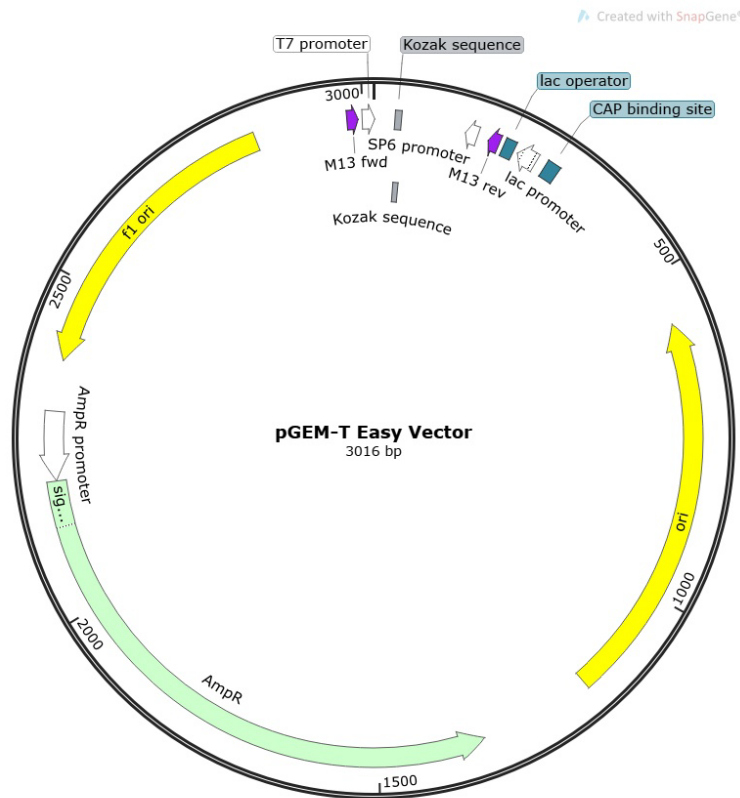 Created with SnapGene®
T7 promoter
Kozak sequence
lac operator
CAP binding site
3000
M13 fwd
SP6 promoter
M13 rev
lac promoter
Kozak sequence
500
f1 ori
2500
AmpR promoter
sig...
pGEM-T Easy Vector
3016 bp
ori
1000
2000
AmpR
1500